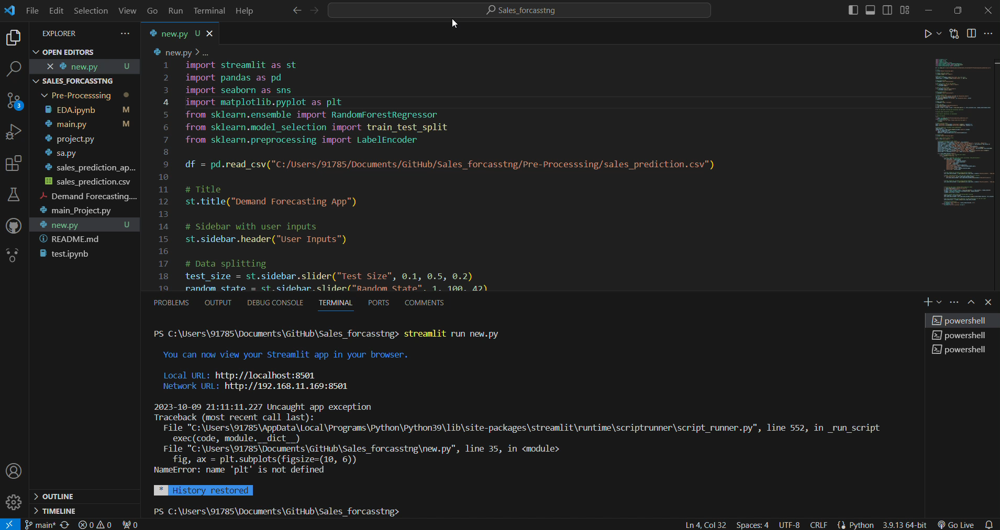 File Edit Selection View Go Run Terminal Help
Sales_forcasstng
EXPLORER
OPEN EDITORS
new.py U
SALES_FORCASSTNG
Pre-Processsing
EDA.ipynb M
main.py M
project.py
sa.py
sales_prediction_ap...
sales_prediction.csv
Demand Forecasting....
main_Project.py
new.py U
README.md
test.ipynb
OUTLINE
TIMELINE
3
new.py U
new.py > ...
1 import streamlit as st
2 import pandas as pd
3 import seaborn as sns
4 import matplotlib.pyplot as plt
5 from sklearn.ensemble import RandomForestRegressor
6 from sklearn.model_selection import train_test_split
7 from sklearn.preprocessing import LabelEncoder
8
9 df = pd.read_csv("C:/Users/91785/Documents/GitHub/Sales_forcasstng/Pre-Processsing/sales_prediction.csv")
10
11 # Title
12 st.title("Demand Forecasting App")
13
14 # Sidebar with user inputs
15 st.sidebar.header("User Inputs")
16
17 # Data splitting
18 test_size = st.sidebar.slider("Test Size", 0.1, 0.5, 0.2)
19 random_state = st.sidebar.slider("Random State", 1, 100, 42)
PROBLEMS OUTPUT DEBUG CONSOLE TERMINAL PORTS COMMENTS
PS C:\Users\91785\Documents\GitHub\Sales_forcasstng> streamlit run new.py
You can now view your Streamlit app in your browser.
Local URL: http://localhost:8501
Network URL: http://192.168.11.169:8501
2023-10-09 21:11:11.227 Uncaught app exception
Traceback (most recent call last):
File "C:\Users\91785\AppData\Local\Programs\Python\Python39\lib\site-packages\streamlit\runtime\scriptrunner\script_runner.py", line 552, in _run_script
exec(code, module.__dict__)
File "C:\Users\91785\Documents\GitHub\Sales_forcasstng\new.py", line 35, in <module>
fig, ax = plt.subplots(figsize=(10, 6))
NameError: name 'plt' is not defined
* History restored
PS C:\Users\91785\Documents\GitHub\Sales_forcasstng>
powershell
powershell
powershell
main* 0 0 0
Ln 4, Col 32 Spaces: 4 UTF-8 CRLF Python 3.9.13 64-bit Go Live